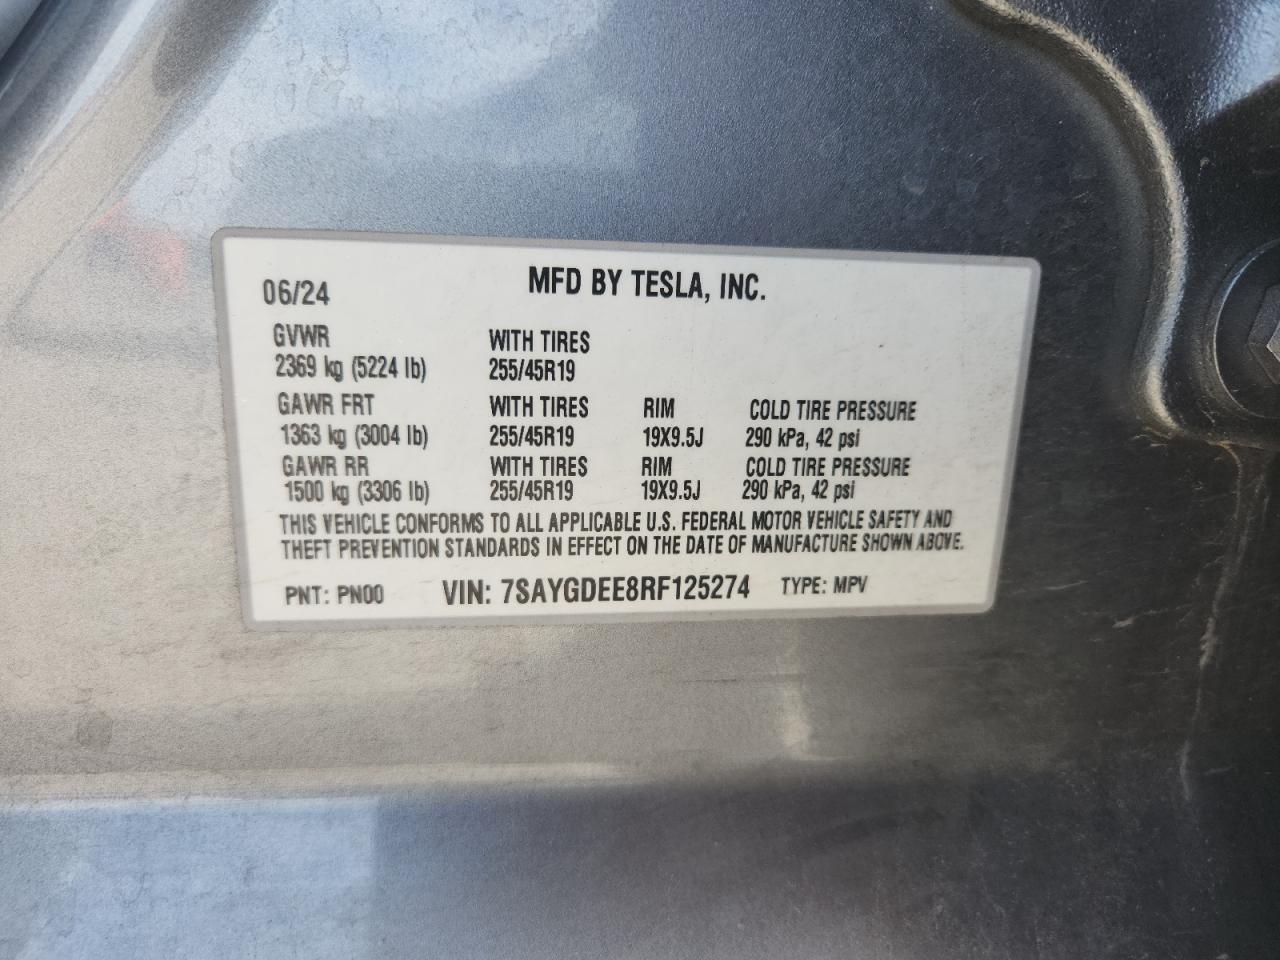 06/24 MFD BY TESLA, INC.
GVWR WITH TIRES
2369 kg (5224 lb) 255/45R19
GAWR FRT WITH TIRES RIM COLD TIRE PRESSURE
1363 kg (3004 lb) 255/45R19 19X9.5J 290 kPa, 42 psi
GAWR RR WITH TIRES RIM COLD TIRE PRESSURE
1500 kg (3306 lb) 255/45R19 19X9.5J 290 kPa, 42 psi
THIS VEHICLE CONFORMS TO ALL APPLICABLE U.S. FEDERAL MOTOR VEHICLE SAFETY AND
THEFT PREVENTION STANDARDS IN EFFECT ON THE DATE OF MANUFACTURE SHOWN ABOVE.
PNT: PN00 VIN: 7SAYGDEE8RF125274 TYPE: MPV